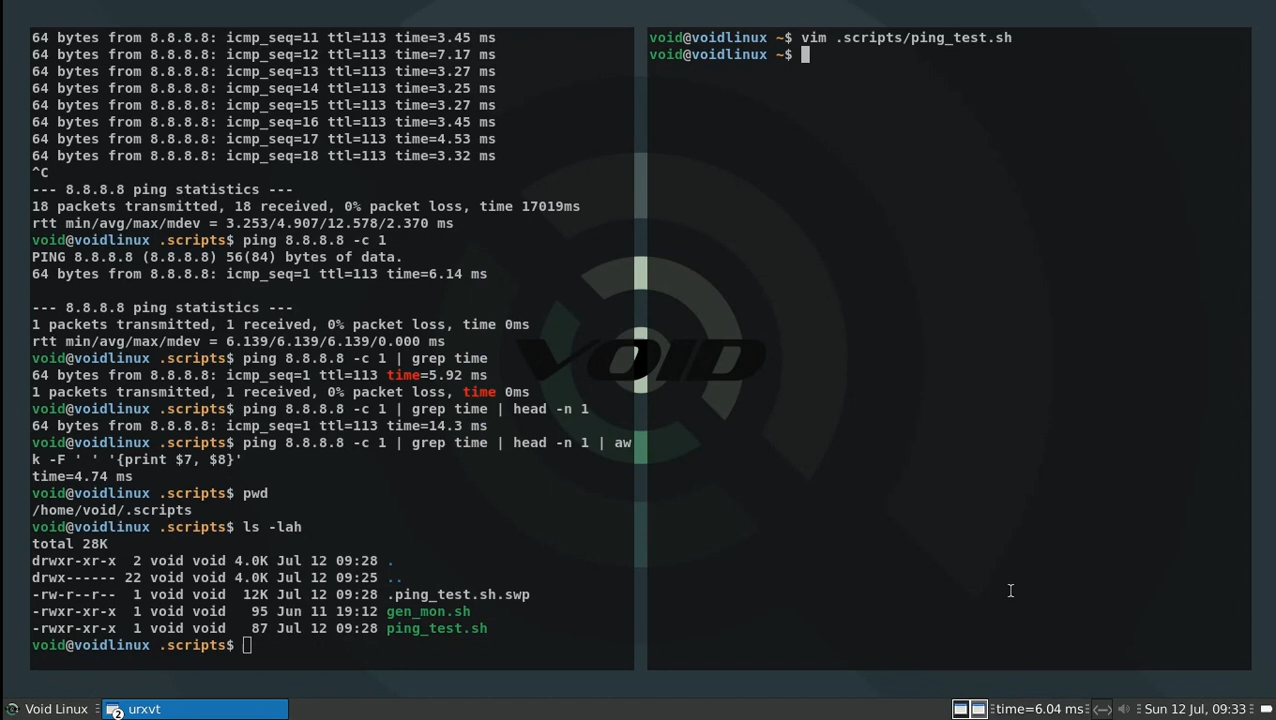 64 bytes from 8.8.8.8: icmp_seq=11 ttl=113 time=3.45 ms
64 bytes from 8.8.8.8: icmp_seq=12 ttl=113 time=7.17 ms
64 bytes from 8.8.8.8: icmp_seq=13 ttl=113 time=3.27 ms
64 bytes from 8.8.8.8: icmp_seq=14 ttl=113 time=3.25 ms
64 bytes from 8.8.8.8: icmp_seq=15 ttl=113 time=3.27 ms
64 bytes from 8.8.8.8: icmp_seq=16 ttl=113 time=3.45 ms
64 bytes from 8.8.8.8: icmp_seq=17 ttl=113 time=4.53 ms
64 bytes from 8.8.8.8: icmp_seq=18 ttl=113 time=3.32 ms
^C
--- 8.8.8.8 ping statistics ---
18 packets transmitted, 18 received, 0% packet loss, time 17019ms
rtt min/avg/max/mdev = 3.253/4.907/12.578/2.370 ms
void@voidlinux .scripts$ ping 8.8.8.8 -c 1
PING 8.8.8.8 (8.8.8.8) 56(84) bytes of data.
64 bytes from 8.8.8.8: icmp_seq=1 ttl=113 time=6.14 ms
--- 8.8.8.8 ping statistics ---
1 packets transmitted, 1 received, 0% packet loss, time 0ms
rtt min/avg/max/mdev = 6.139/6.139/6.139/0.000 ms
void@voidlinux .scripts$ ping 8.8.8.8 -c 1 | grep time
64 bytes from 8.8.8.8: icmp_seq=1 ttl=113 time=5.92 ms
1 packets transmitted, 1 received, 0% packet loss, time 0ms
void@voidlinux .scripts$ ping 8.8.8.8 -c 1 | grep time | head -n 1
64 bytes from 8.8.8.8: icmp_seq=1 ttl=113 time=14.3 ms
void@voidlinux .scripts$ ping 8.8.8.8 -c 1 | grep time | head -n 1 | aw
k -F ' ' '{print $7, $8}'
time=4.74 ms
void@voidlinux .scripts$ pwd
/home/void/.scripts
void@voidlinux .scripts$ ls -lah
total 28K
drwxr-xr-x 2 void void 4.0K Jul 12 09:28 .
drwx------ 22 void void 4.0K Jul 12 09:25 ..
-rw-r--r-- 1 void void 12K Jul 12 09:28 .ping_test.sh.swp
-rwxr-xr-x 1 void void 95 Jun 11 19:12 gen_mon.sh
-rwxr-xr-x 1 void void 87 Jul 12 09:28 ping_test.sh
void@voidlinux .scripts$
void@voidlinux ~$ vim .scripts/ping_test.sh
void@voidlinux ~$
VOID
Void Linux
2
urxvt
time=6.04 ms
Sun 12 Jul, 09:33